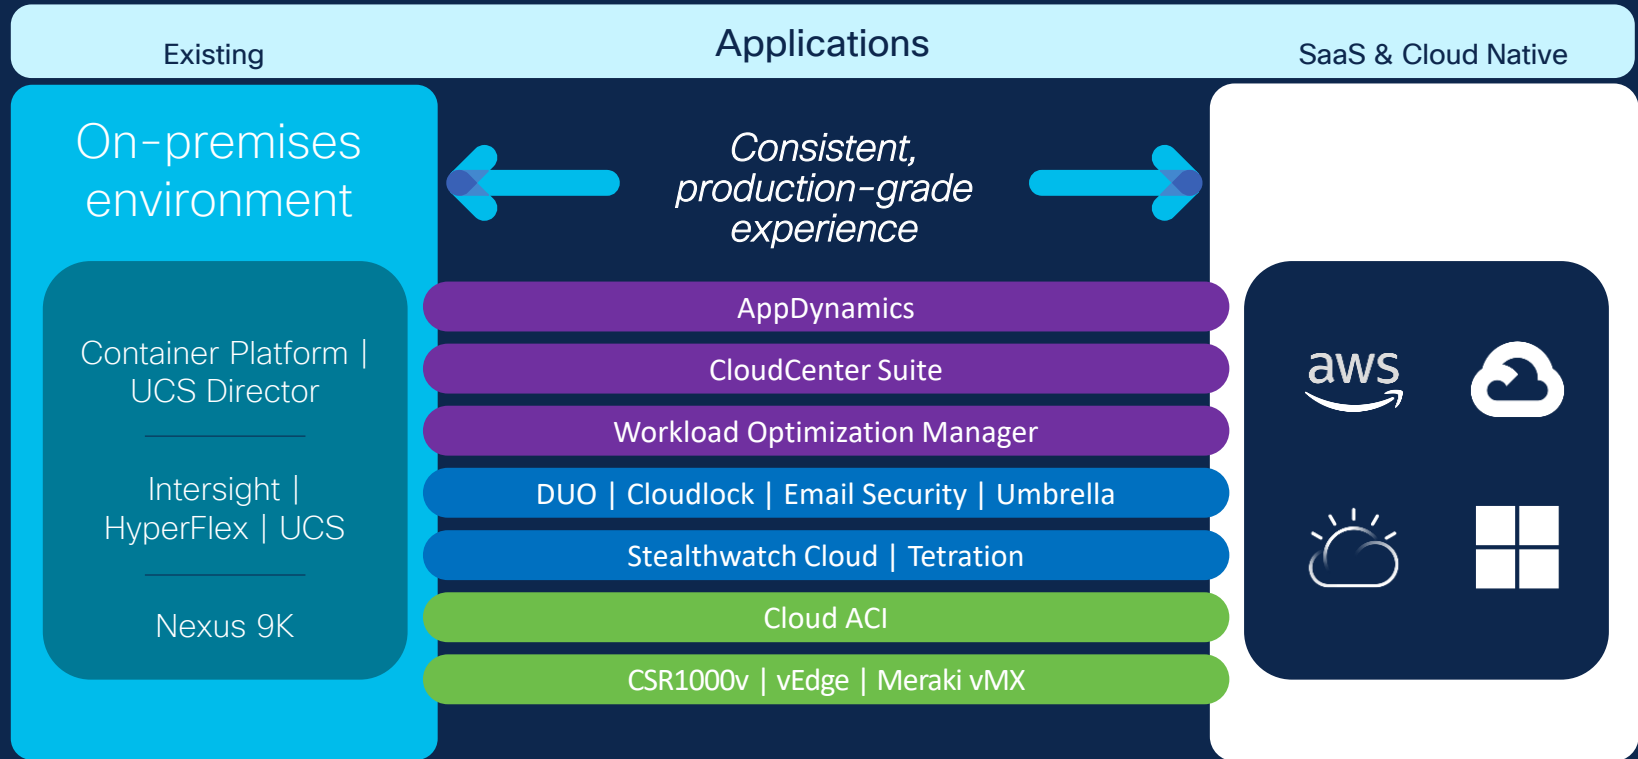 Existing
Applications
SaaS & Cloud Native
On-premises
environment
Consistent,
production-grade
experience
Container Platform |
UCS Director
Intersight |
HyperFlex | UCS
Nexus 9K
AppDynamics
CloudCenter Suite
Workload Optimization Manager
DUO | Cloudlock | Email Security | Umbrella
Stealthwatch Cloud | Tetration
Cloud ACI
CSR1000v | vEdge | Meraki vMX
aws